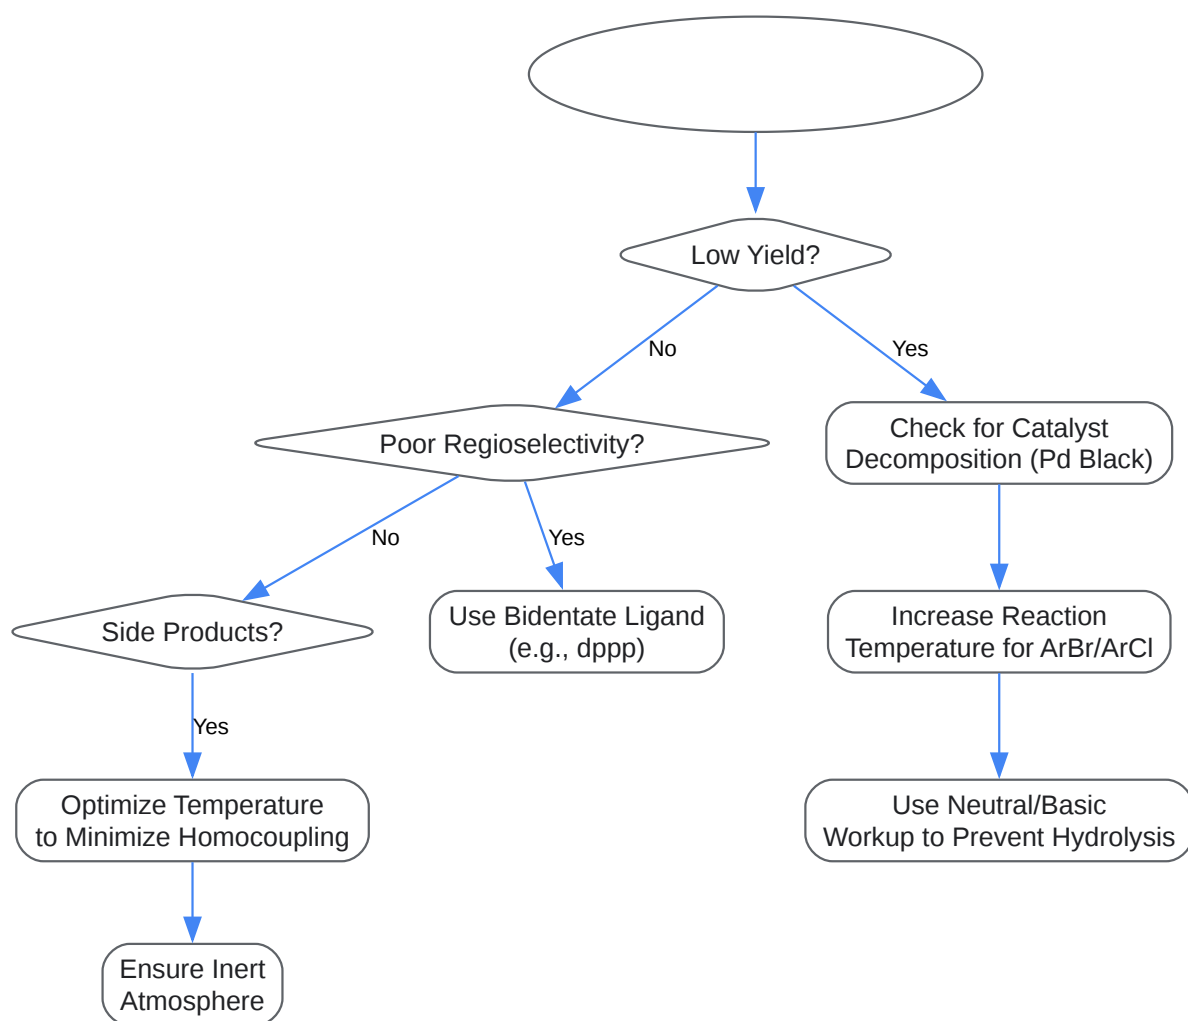 Low Yield?
No
Yes
Poor Regioselectivity?
Check for Catalyst
Decomposition (Pd Black)
No
Yes
Side Products?
Use Bidentate Ligand
(e.g., dppp)
Increase Reaction
Temperature for ArBr/ArCl
Yes
Optimize Temperature
to Minimize Homocoupling
Use Neutral/Basic
Workup to Prevent Hydrolysis
Ensure Inert
Atmosphere